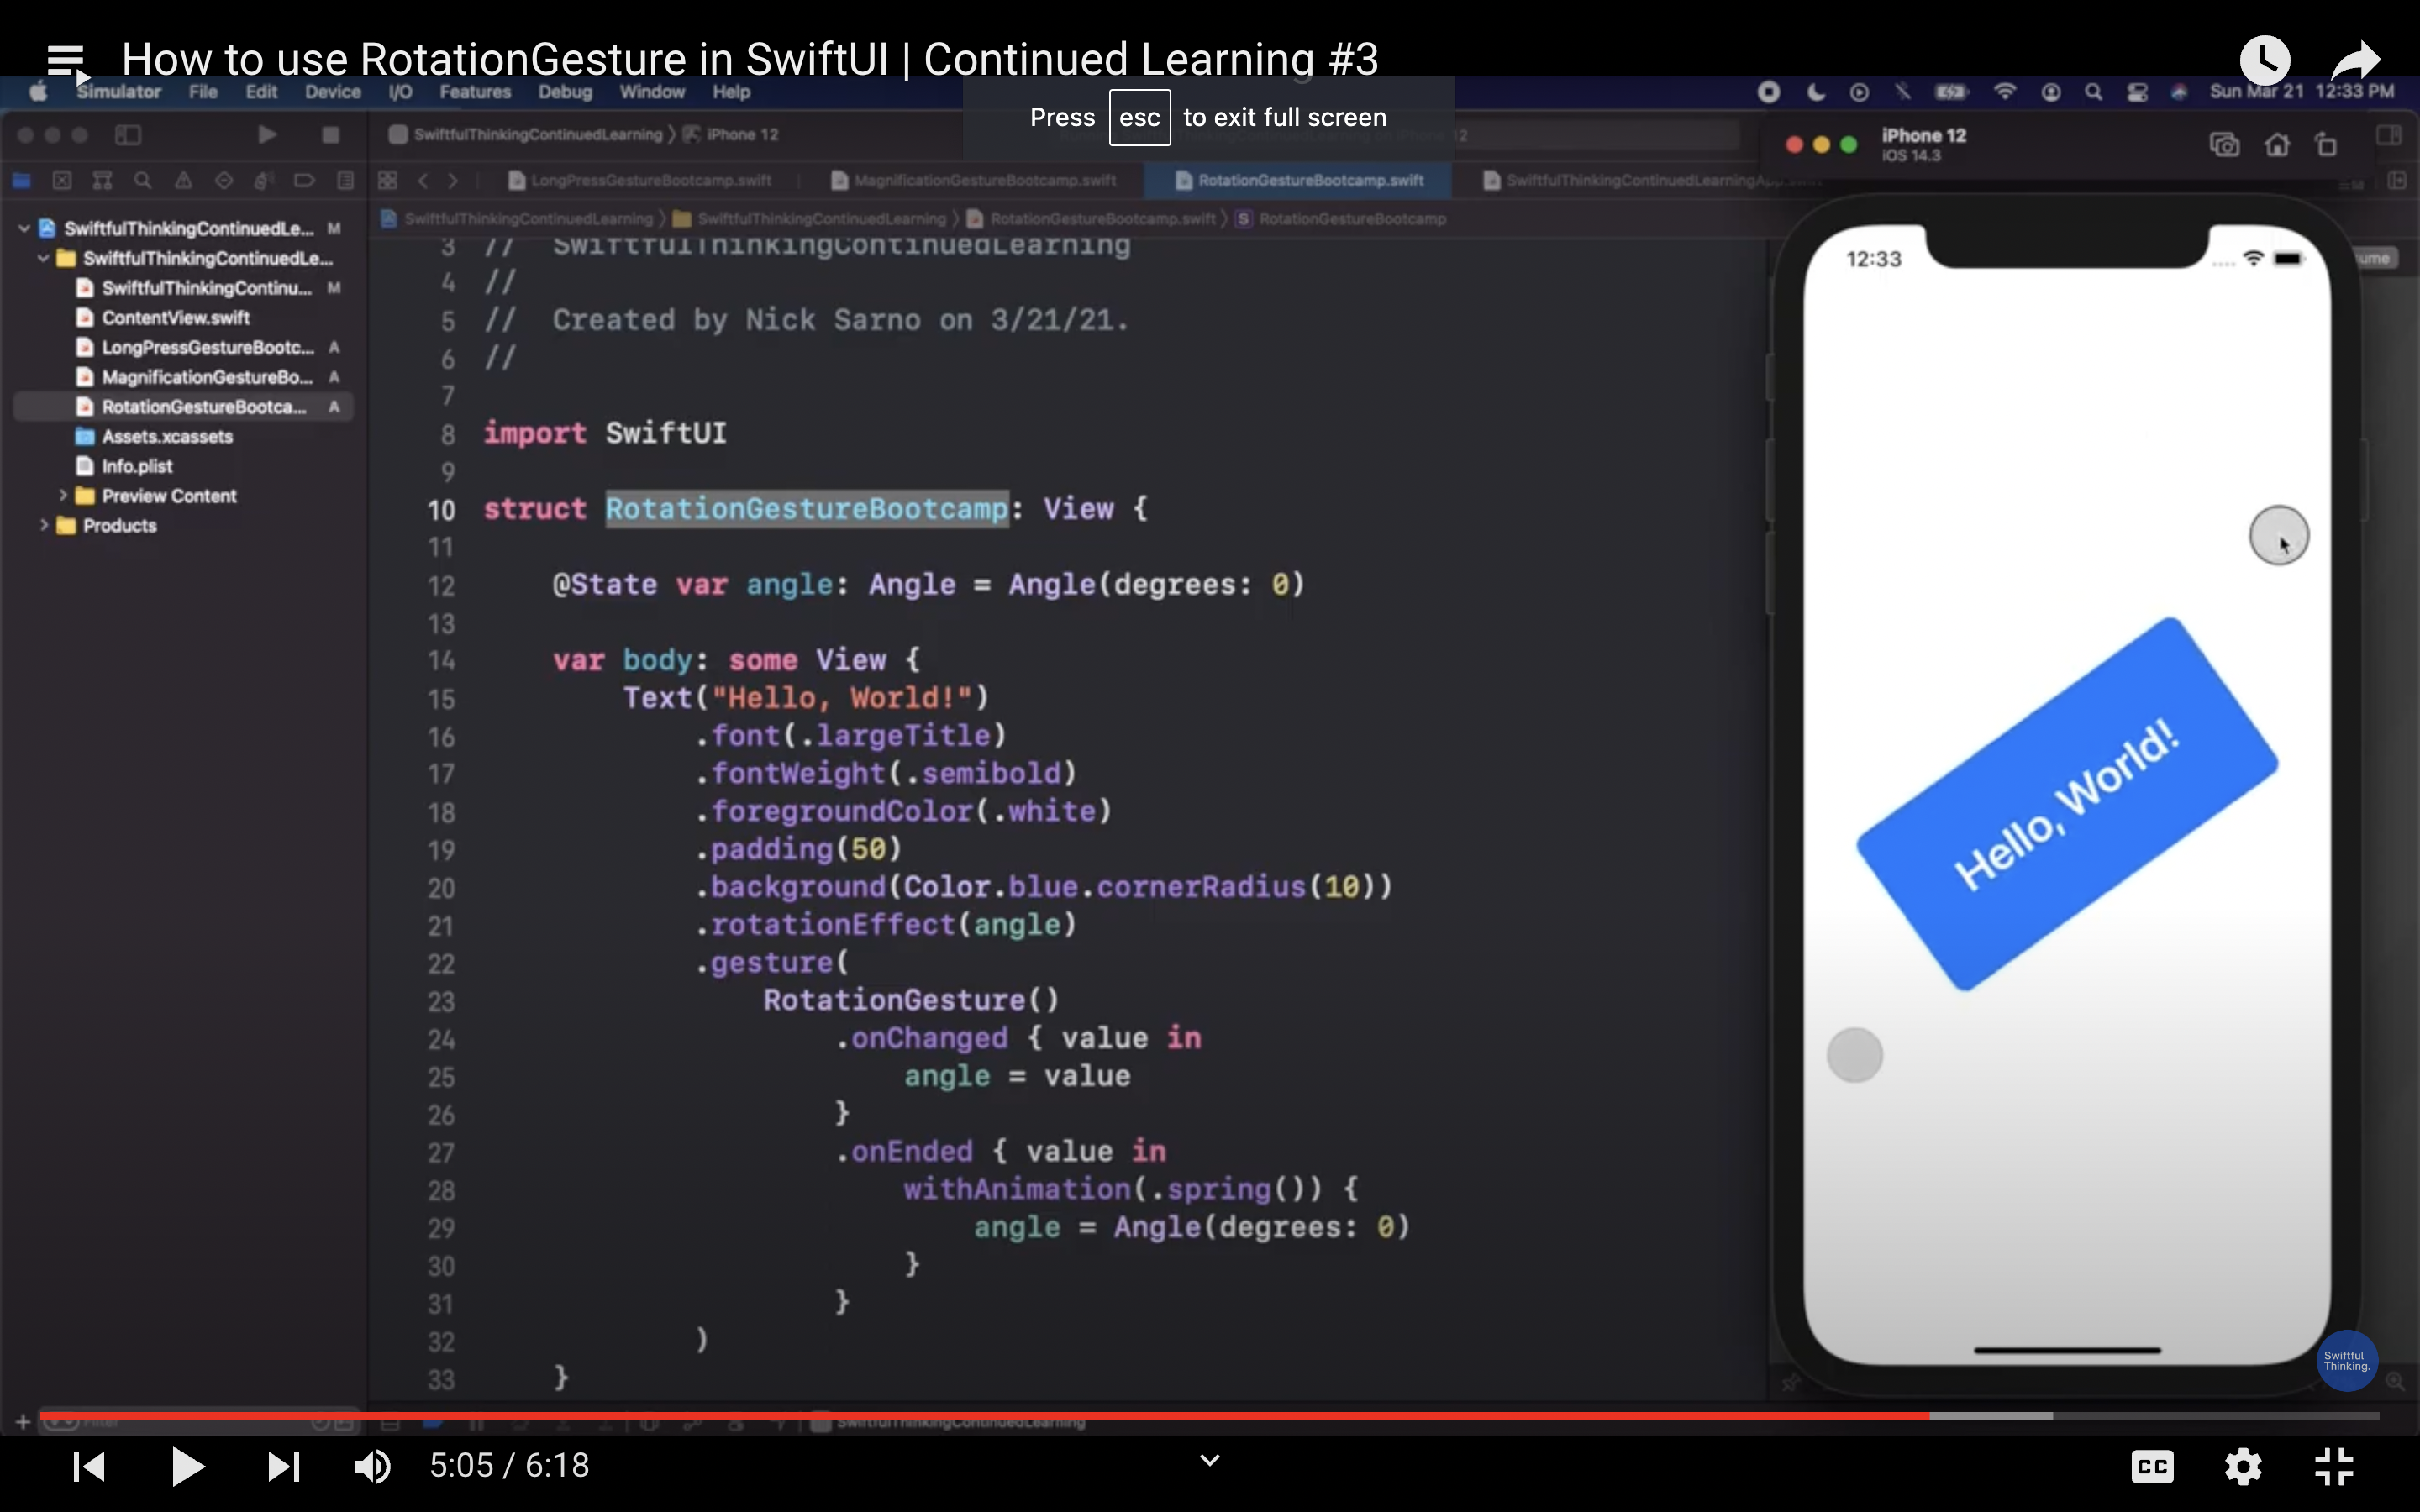 How to use RotationGesture in SwiftUI | Continued Learning #3
Simulator File Edit Device I/O Features Debug Window Help
Sun Mar 21 12:33 PM
Press esc to exit full screen
SwiftfulThinkingContinuedLearning 〉 iPhone 12
iPhone 12
iOS 14.3
LongPressGestureBootcamp.swift
MagnificationGestureBootcamp.swift
RotationGestureBootcamp.swift
SwiftfulThinkingContinuedLearningApp.swift
SwiftfulThinkingContinuedLearning 〉 SwiftfulThinkingContinuedLearning 〉 RotationGestureBootcamp.swift 〉 S RotationGestureBootcamp
SwiftfulThinkingContinuedLe... M
SwiftfulThinkingContinuedLe...
SwiftfulThinkingContinu... M
ContentView.swift
LongPressGestureBootc... A
MagnificationGestureBo... A
RotationGestureBootca... A
Assets.xcassets
Info.plist
Preview Content
Products
3 // SwiftfulThinkingContinuedLearning
4 //
5 // Created by Nick Sarno on 3/21/21.
6 //
7
8 import SwiftUI
9
10 struct RotationGestureBootcamp: View {
11
12 @State var angle: Angle = Angle(degrees: 0)
13
14 var body: some View {
15 Text("Hello, World!")
16 .font(.largeTitle)
17 .fontWeight(.semibold)
18 .foregroundColor(.white)
19 .padding(50)
20 .background(Color.blue.cornerRadius(10))
21 .rotationEffect(angle)
22 .gesture(
23 RotationGesture()
24 .onChanged { value in
25 angle = value
26 }
27 .onEnded { value in
28 withAnimation(.spring()) {
29 angle = Angle(degrees: 0)
30 }
31 }
32 )
33 }
12:33
Hello, World!
Swiftful
Thinking.
Filter
SwiftfulThinkingContinuedLearning
5:05 / 6:18
CC